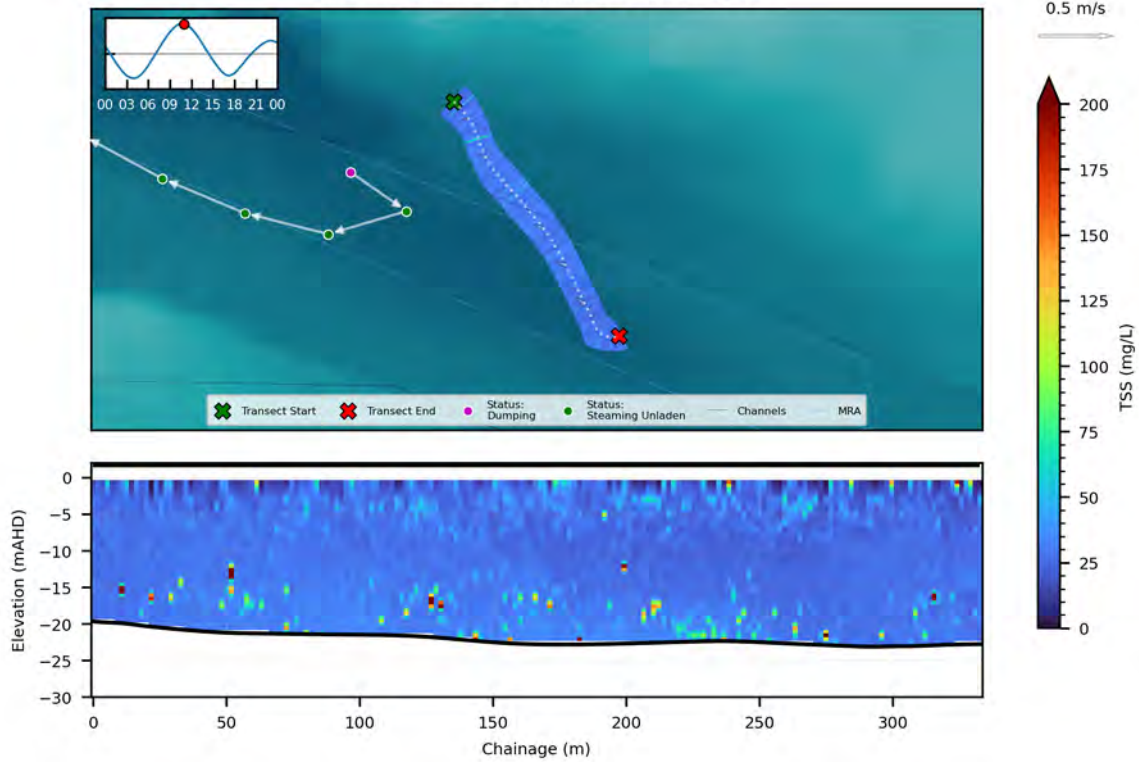 0.5 m/s
00 03 06 09 12 15 18 21 00
Transect Start
Transect End
Status:
Dumping
Status:
Steaming Unladen
Channels
MRA
200
175
150
125
100
75
50
25
0
TSS (mg/L)
0
−5
−10
−15
−20
−25
−30
Elevation (mAHD)
0 50 100 150 200 250 300
Chainage (m)